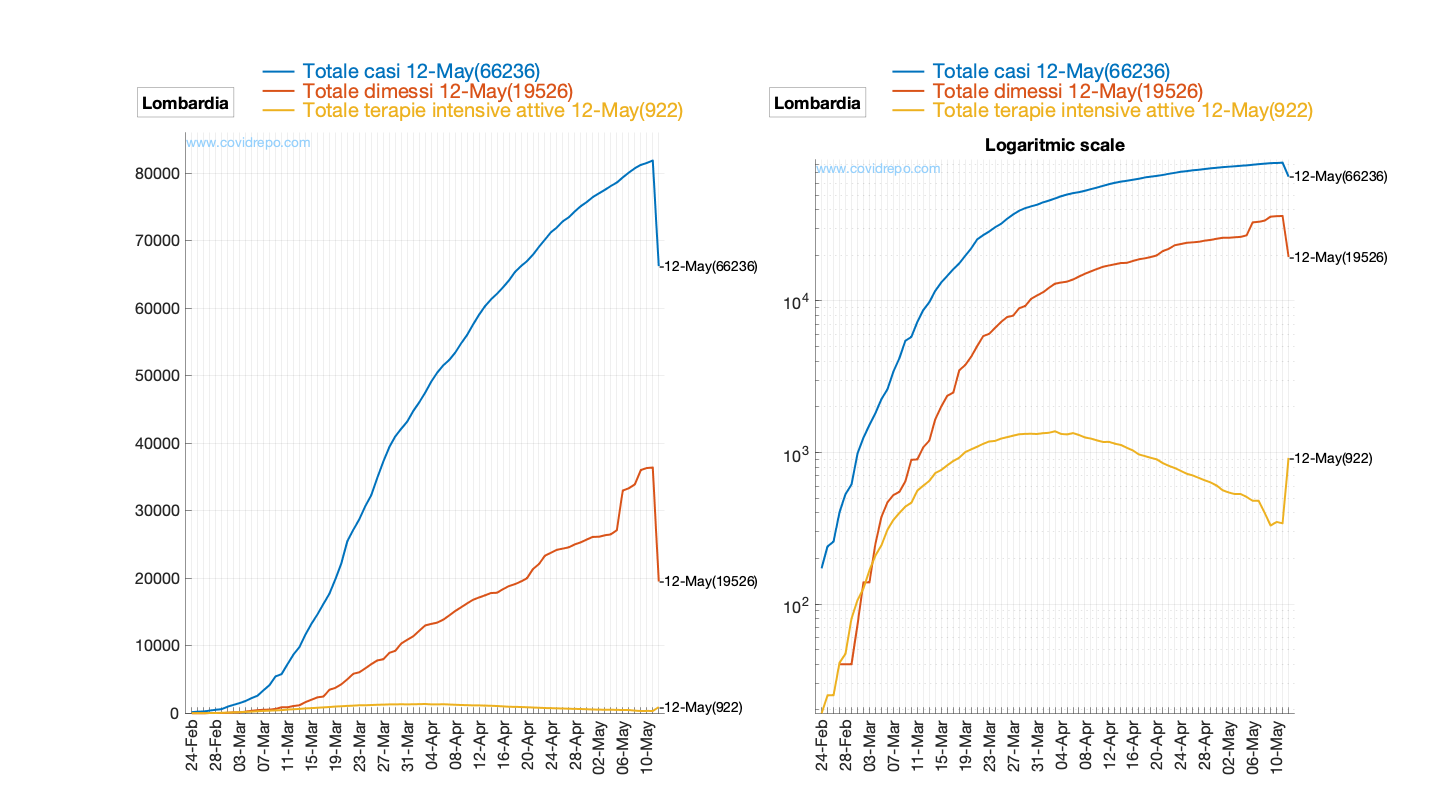 Totale casi 12-May(66236)
Totale dimessi 12-May(19526)
Totale terapie intensive attive 12-May(922)
Lombardia
www.covidrepo.com
80000
70000
60000
50000
40000
30000
20000
10000
0
-12-May(66236)
-12-May(19526)
-12-May(922)
24-Feb
28-Feb
03-Mar
07-Mar
11-Mar
15-Mar
19-Mar
23-Mar
27-Mar
31-Mar
04-Apr
08-Apr
12-Apr
16-Apr
20-Apr
24-Apr
28-Apr
02-May
06-May
10-May
Totale casi 12-May(66236)
Totale dimessi 12-May(19526)
Totale terapie intensive attive 12-May(922)
Lombardia
Logaritmic scale
www.covidrepo.com
10^4
10^3
10^2
-12-May(66236)
-12-May(19526)
-12-May(922)
24-Feb
28-Feb
03-Mar
07-Mar
11-Mar
15-Mar
19-Mar
23-Mar
27-Mar
31-Mar
04-Apr
08-Apr
12-Apr
16-Apr
20-Apr
24-Apr
28-Apr
02-May
06-May
10-May